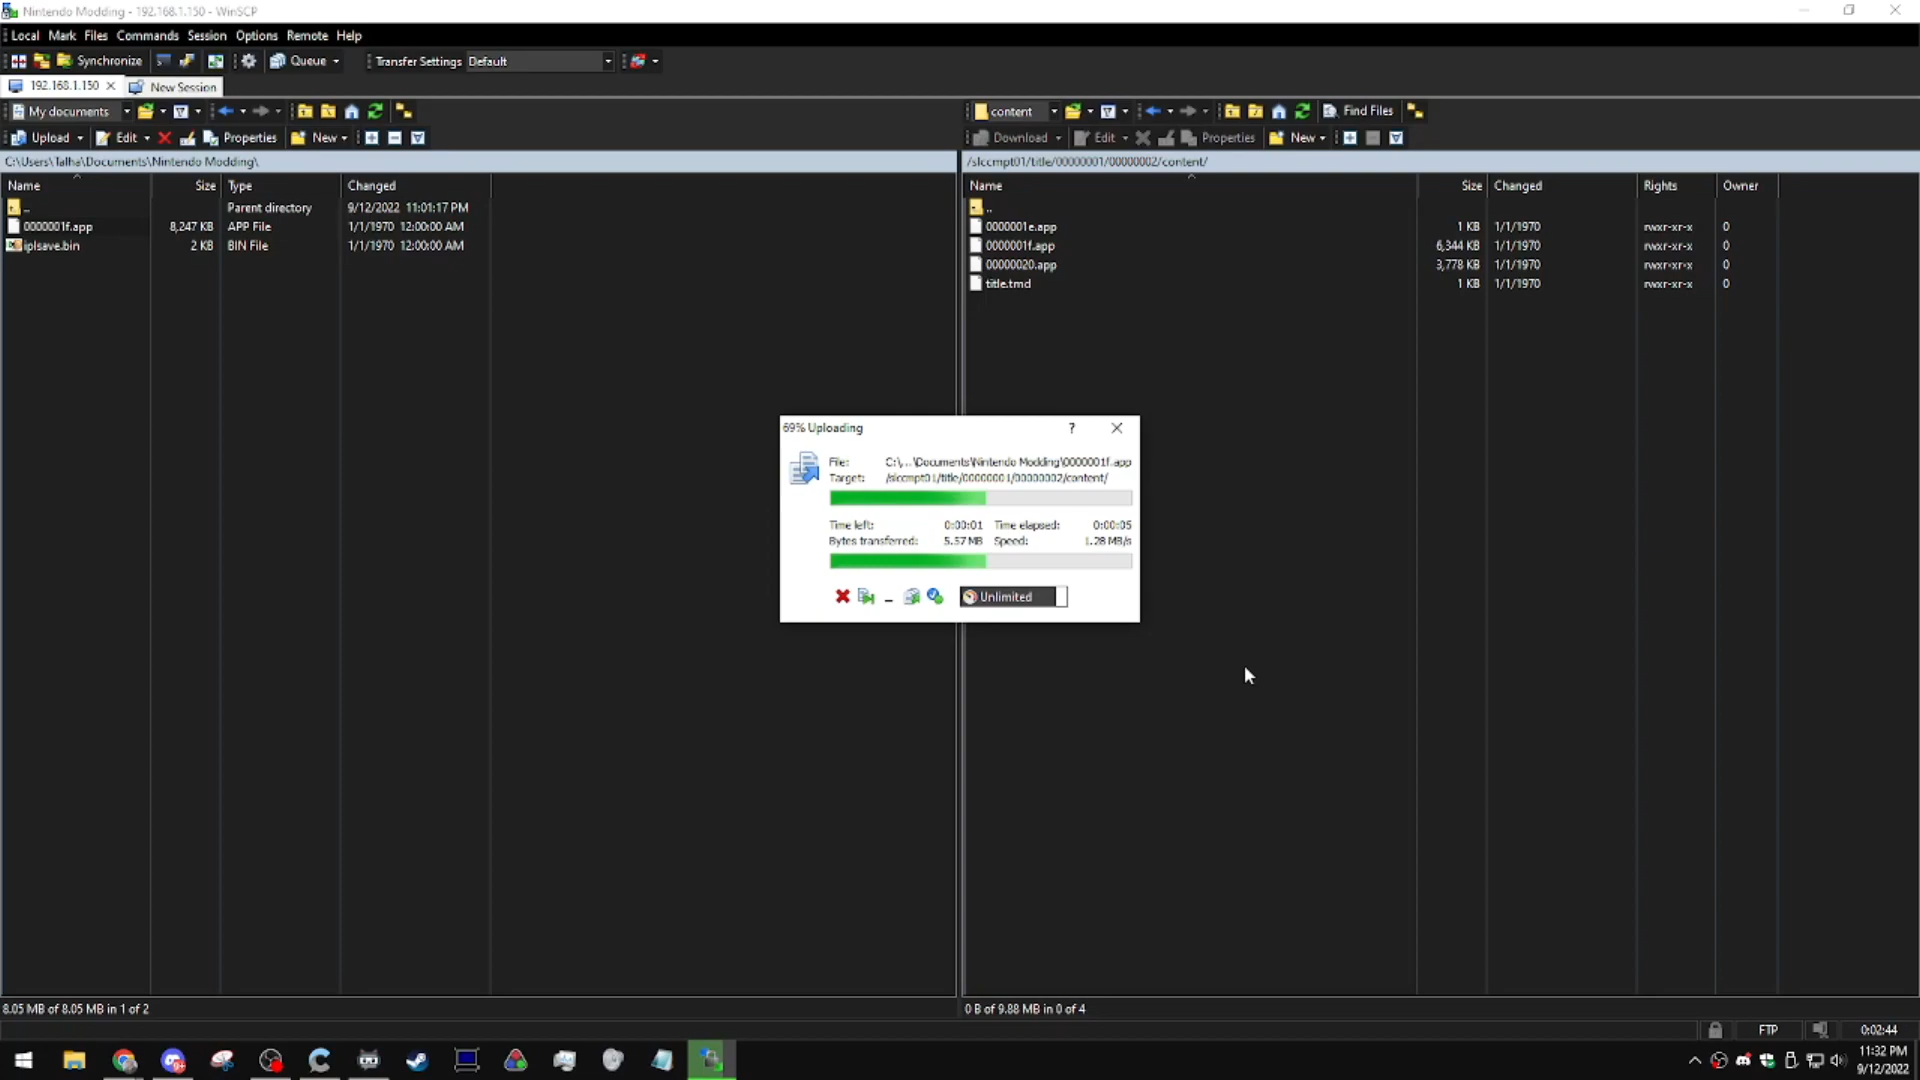 Nintendo Modding - 192.168.1.150 - WinSCP
Local Mark Files Commands Session Options Remote Help
Synchronize Queue Transfer Settings Default
192.168.1.150 New Session
My documents content Find Files
Upload Edit Properties New Download Edit Properties New
C:\Users\Talha\Documents\Nintendo Modding\ /slccmpt01/title/00000001/00000002/content/
Name Size Type Changed Name Size Changed Rights Owner
.. Parent directory 9/12/2022 11:01:17 PM ..
0000001f.app 8,247 KB APP File 1/1/1970 12:00:00 AM 0000001e.app 1 KB 1/1/1970 rwxr-xr-x 0
iplsave.bin 2 KB BIN File 1/1/1970 12:00:00 AM 0000001f.app 6,344 KB 1/1/1970 rwxr-xr-x 0
00000020.app 3,778 KB 1/1/1970 rwxr-xr-x 0
title.tmd 1 KB 1/1/1970 rwxr-xr-x 0
69% Uploading ?
File: C:\...\Documents\Nintendo Modding\0000001f.app
Target: /slccmpt01/title/00000001/00000002/content/
Time left: 0:00:01 Time elapsed: 0:00:05
Bytes transferred: 5.57 MB Speed: 1.28 MB/s
Unlimited
8.05 MB of 8.05 MB in 1 of 2 0 B of 9.88 MB in 0 of 4
FTP 0:02:44
11:32 PM
9/12/2022